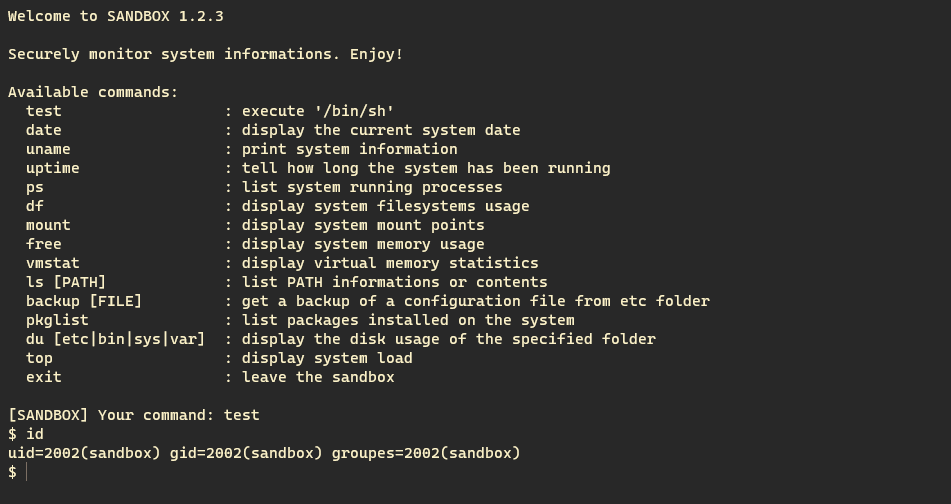 Welcome to SANDBOX 1.2.3
Securely monitor system informations. Enjoy!
Available commands:
test : execute '/bin/sh'
date : display the current system date
uname : print system information
uptime : tell how long the system has been running
ps : list system running processes
df : display system filesystems usage
mount : display system mount points
free : display system memory usage
vmstat : display virtual memory statistics
ls [PATH] : list PATH informations or contents
backup [FILE] : get a backup of a configuration file from etc folder
pkglist : list packages installed on the system
du [etc|bin|sys|var] : display the disk usage of the specified folder
top : display system load
exit : leave the sandbox
[SANDBOX] Your command: test
$ id
uid=2002(sandbox) gid=2002(sandbox) groupes=2002(sandbox)
$